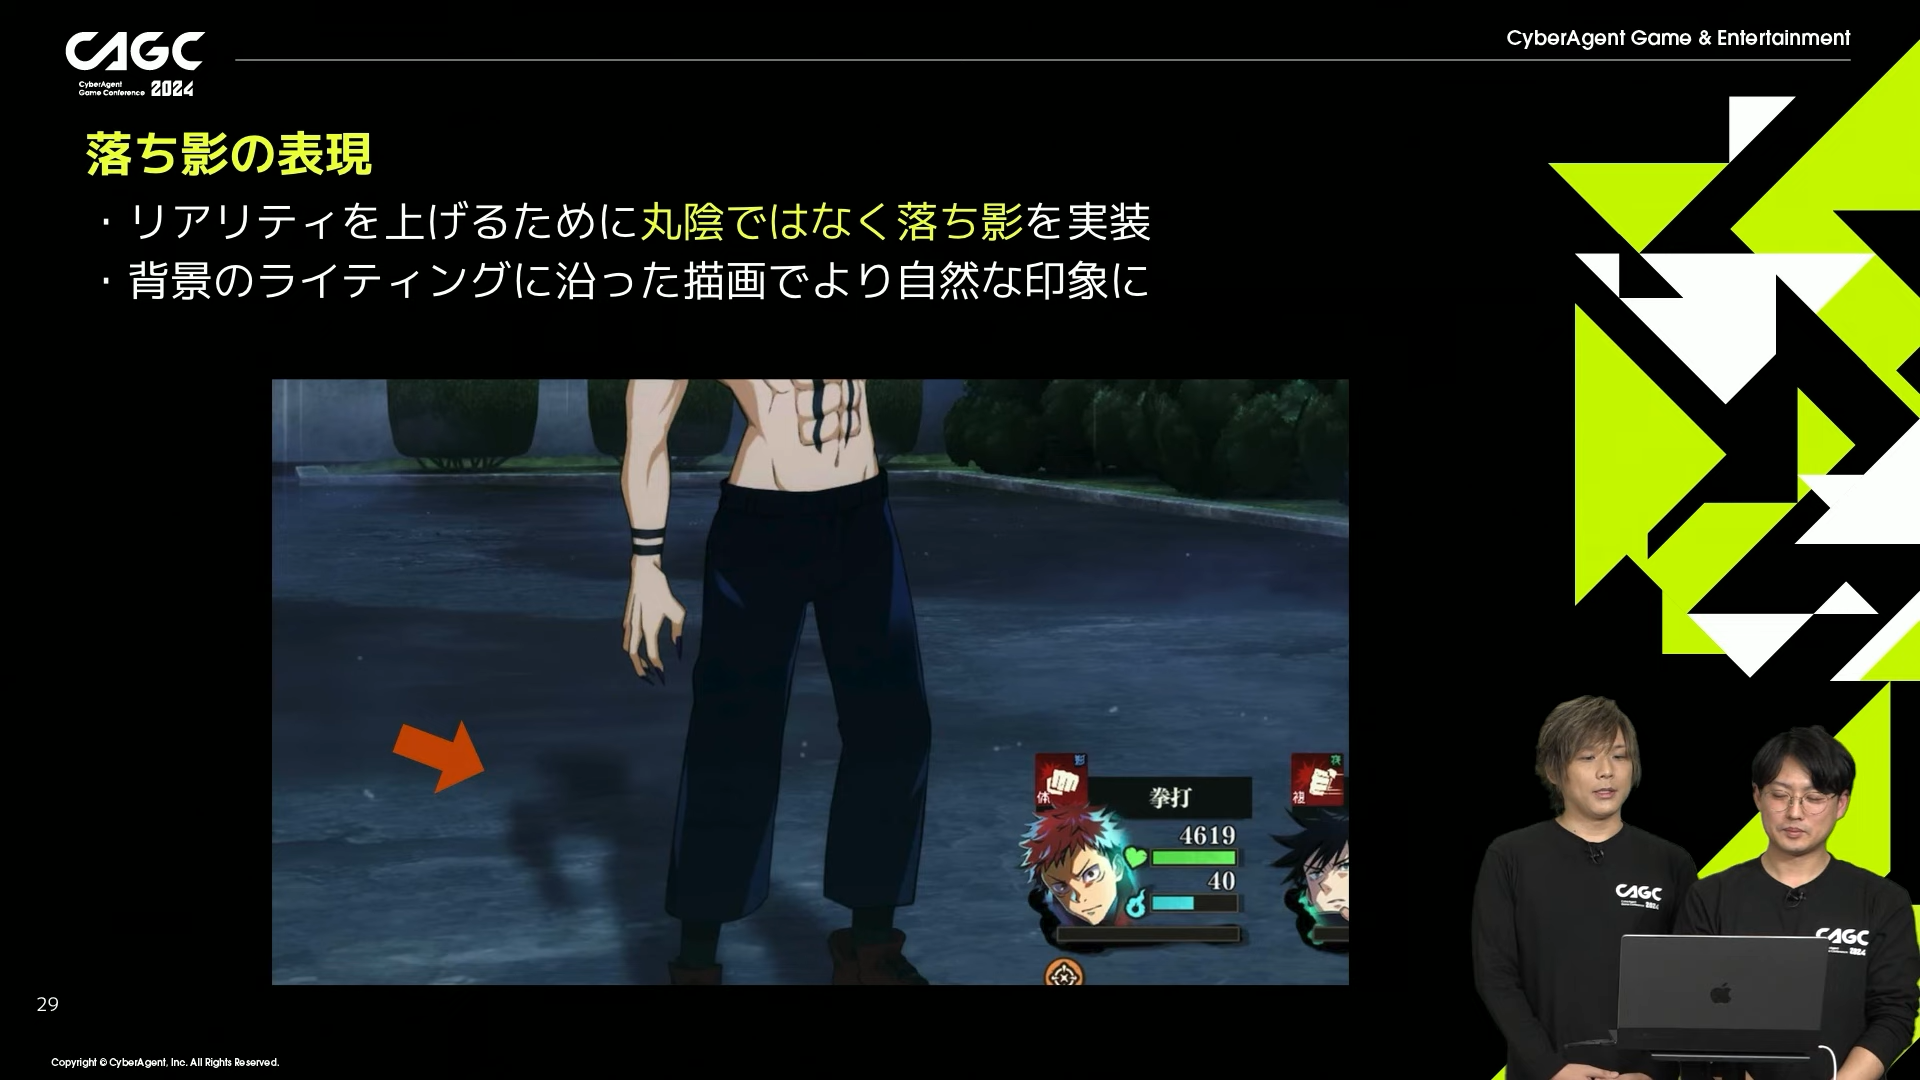 CAGC
CyberAgent
Game Conference 2024
CyberAgent Game & Entertainment
落ち影の表現
・リアリティを上げるために丸陰ではなく落ち影を実装
・背景のライティングに沿った描画でより自然な印象に
体
拳打
4619
40
CAGC
2024
CAGC
2024
29
Copyright © CyberAgent, Inc. All Rights Reserved.